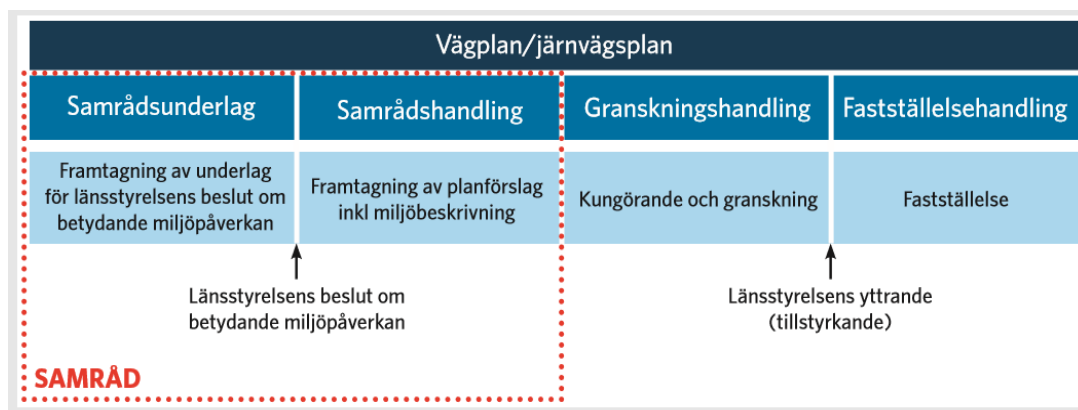 Vägplan/järnvägsplan
Samrådsunderlag
Samrådshandling
Granskningshandling
Fastställelsehandling
Framtagning av underlag
för länsstyrelsens beslut om
betydande miljöpåverkan
Framtagning av planförslag
inkl miljöbeskrivning
Kungörande och granskning
Fastställelse
Länsstyrelsens beslut om
betydande miljöpåverkan
Länsstyrelsens yttrande
(tillstyrkande)
SAMRÅD